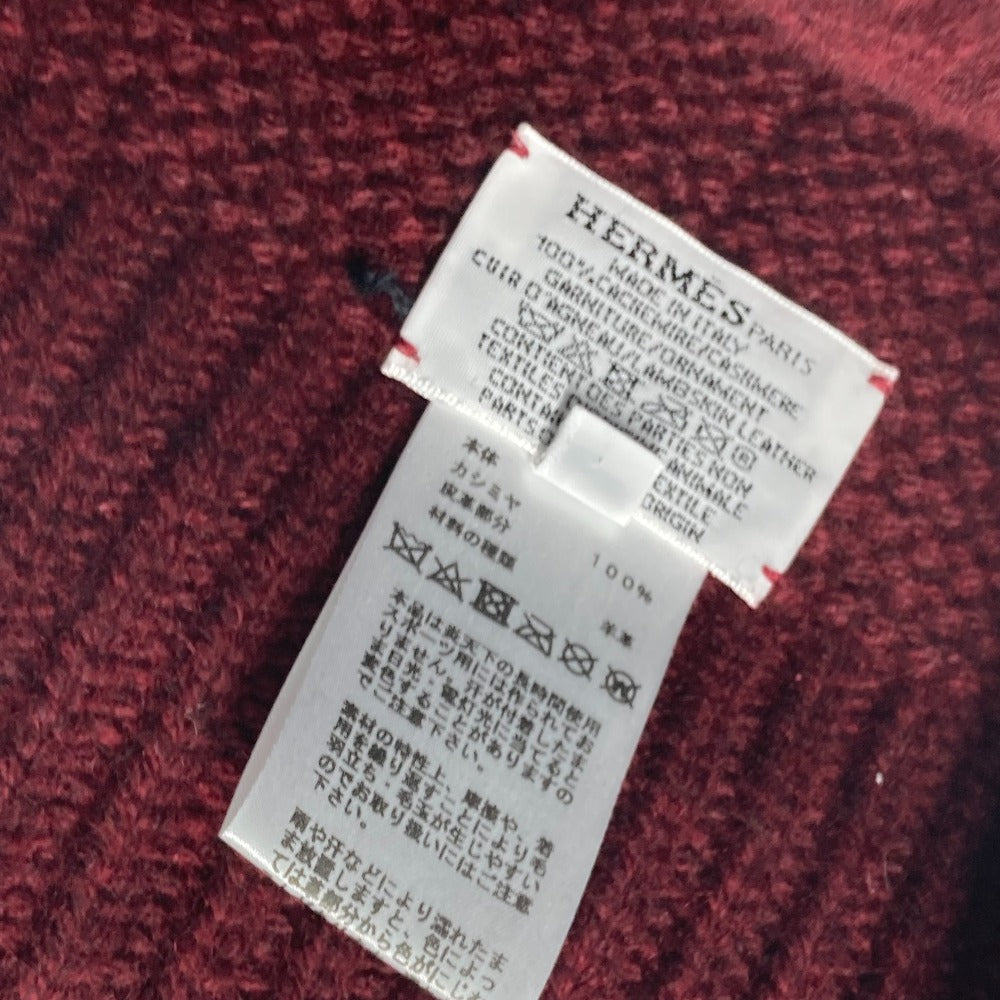 HERMÈS PARIS
MADE IN ITALY
100% CACHEMIRE/CASHMERE
GARNITURE/ORNAMENT
CUIR D'AGNEAU/LAMBSKIN LEATHER
CONTIENT DES PARTIES NON
TEXTILES ANIMALE
CONTA TEXTILE
PARTS ORIGIN
本体
カシミヤ 100%
皮革部分
材料の種類 羊革
本品は炎天下の長時間使用
スポーツ用には作られてお
りません。汗が付着したまま
日光、蛍灯光に当てると
変色することがありますの
でご注意下さい。
素材の特性上、摩擦や、着
用を繰り返すことにより毛
羽立ち・毛玉が生じやすい
のでお取り扱いにはご注意
下さい。
雨や汗などにより濡れたま
ま放置しますと、色によっ
ては革部分から色がにじ